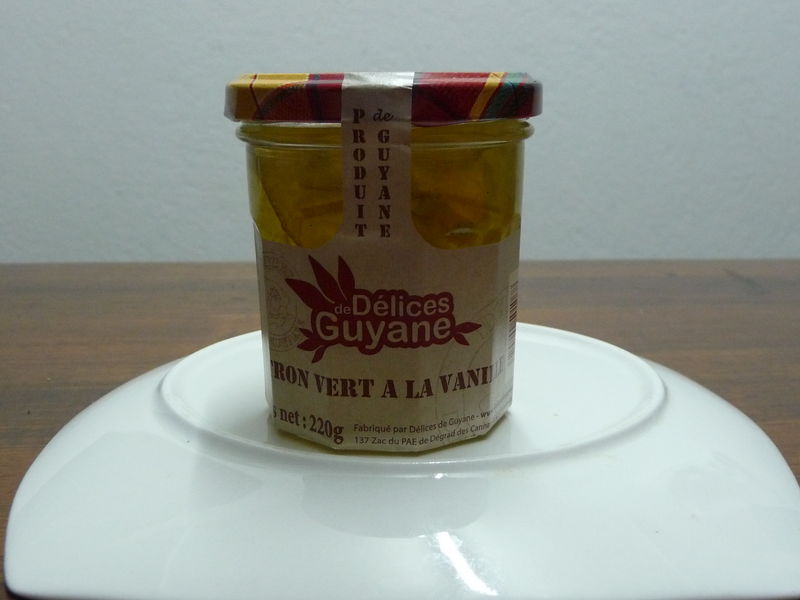 PRODUIT
de
GUYANE
de Délices
Guyane
TRON VERT A LA VANILL
s net : 220g
Fabriqué par Délices de Guyane - ww
137 Zac du PAE de Dégrad des Canne